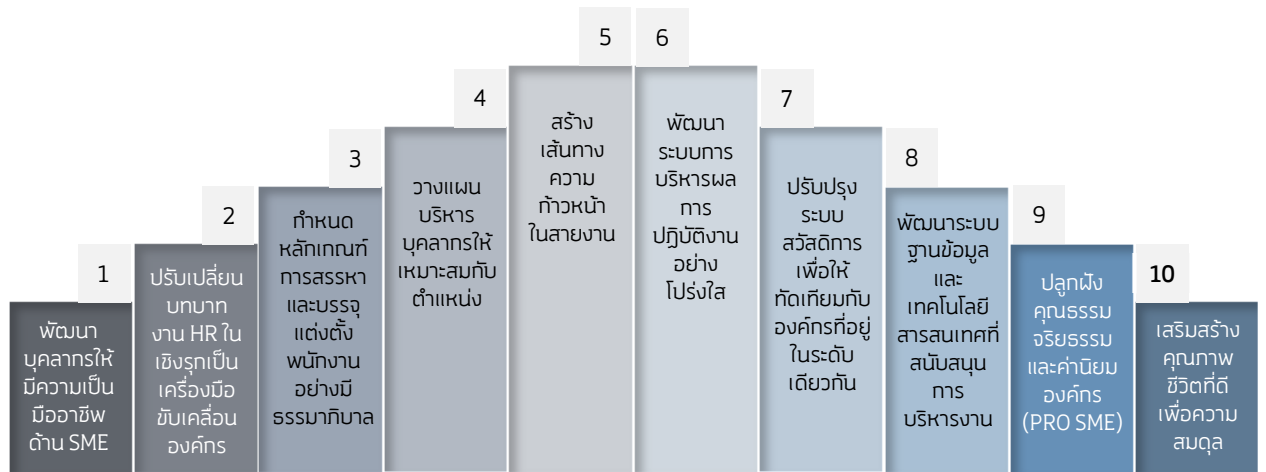 1
พัฒนา
บุคลากรให้
มีความเป็น
มืออาชีพ
ด้าน SME
2
ปรับเปลี่ยน
บทบาท
งาน HR ใน
เชิงรุกเป็น
เครื่องมือ
ขับเคลื่อน
องค์กร
3
กำหนด
หลักเกณฑ์
การสรรหา
และบรรจุ
แต่งตั้ง
พนักงาน
อย่างมี
ธรรมาภิบาล
4
วางแผน
บริหาร
บุคลากรให้
เหมาะสมกับ
ตำแหน่ง
5
สร้าง
เส้นทาง
ความ
ก้าวหน้า
ในสายงาน
6
พัฒนา
ระบบการ
บริหารผล
การ
ปฏิบัติงาน
อย่าง
โปร่งใส
7
ปรับปรุง
ระบบ
สวัสดิการ
เพื่อให้
ทัดเทียมกับ
องค์กรที่อยู่
ในระดับ
เดียวกัน
8
พัฒนาระบบ
ฐานข้อมูล
และ
เทคโนโลยี
สารสนเทศที่
สนับสนุน
การ
บริหารงาน
9
ปลูกฝัง
คุณธรรม
จริยธรรม
และค่านิยม
องค์กร
(PRO SME)
10
เสริมสร้าง
คุณภาพ
ชีวิตที่ดี
เพื่อความ
สมดุล